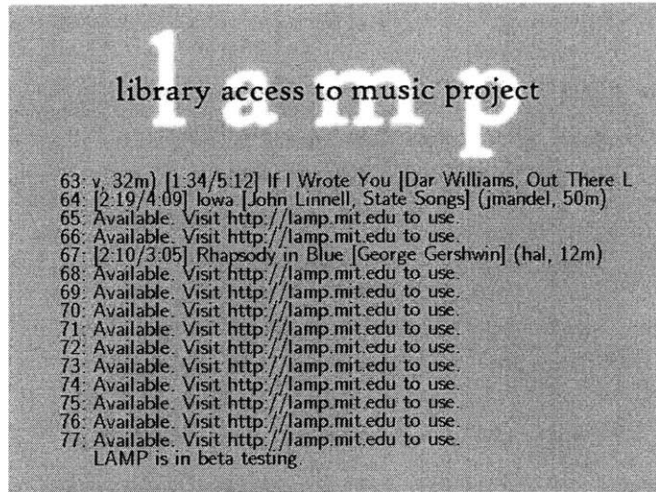 lamp
library access to music project
63: v, 32m) [1:34/5:12] If I Wrote You [Dar Williams, Out There L
64: [2:19/4:09] Iowa [John Linnell, State Songs] (jmandel, 50m)
65: Available. Visit http://lamp.mit.edu to use.
66: Available. Visit http://lamp.mit.edu to use.
67: [2:10/3:05] Rhapsody in Blue [George Gershwin] (hal, 12m)
68: Available. Visit http://lamp.mit.edu to use.
69: Available. Visit http://lamp.mit.edu to use.
70: Available. Visit http://lamp.mit.edu to use.
71: Available. Visit http://lamp.mit.edu to use.
72: Available. Visit http://lamp.mit.edu to use.
73: Available. Visit http://lamp.mit.edu to use.
74: Available. Visit http://lamp.mit.edu to use.
75: Available. Visit http://lamp.mit.edu to use.
76: Available. Visit http://lamp.mit.edu to use.
77: Available. Visit http://lamp.mit.edu to use.
LAMP is in beta testing.